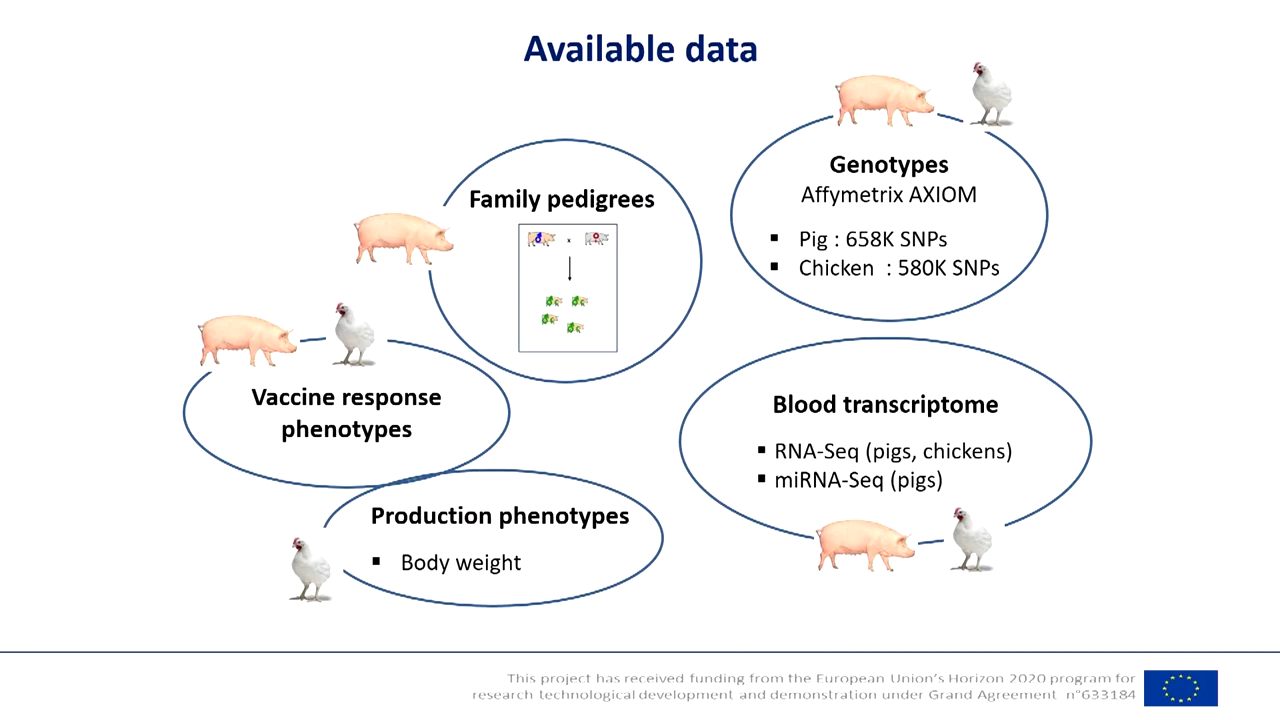 Available data
Genotypes
Affymetrix AXIOM
▪ Pig : 658K SNPs
▪ Chicken : 580K SNPs
Family pedigrees
x
Vaccine response
phenotypes
Blood transcriptome
▪ RNA-Seq (pigs, chickens)
▪ miRNA-Seq (pigs)
Production phenotypes
▪ Body weight
This project has received funding from the European Union's Horizon 2020 program for
research technological development and demonstration under Grand Agreement n°633184